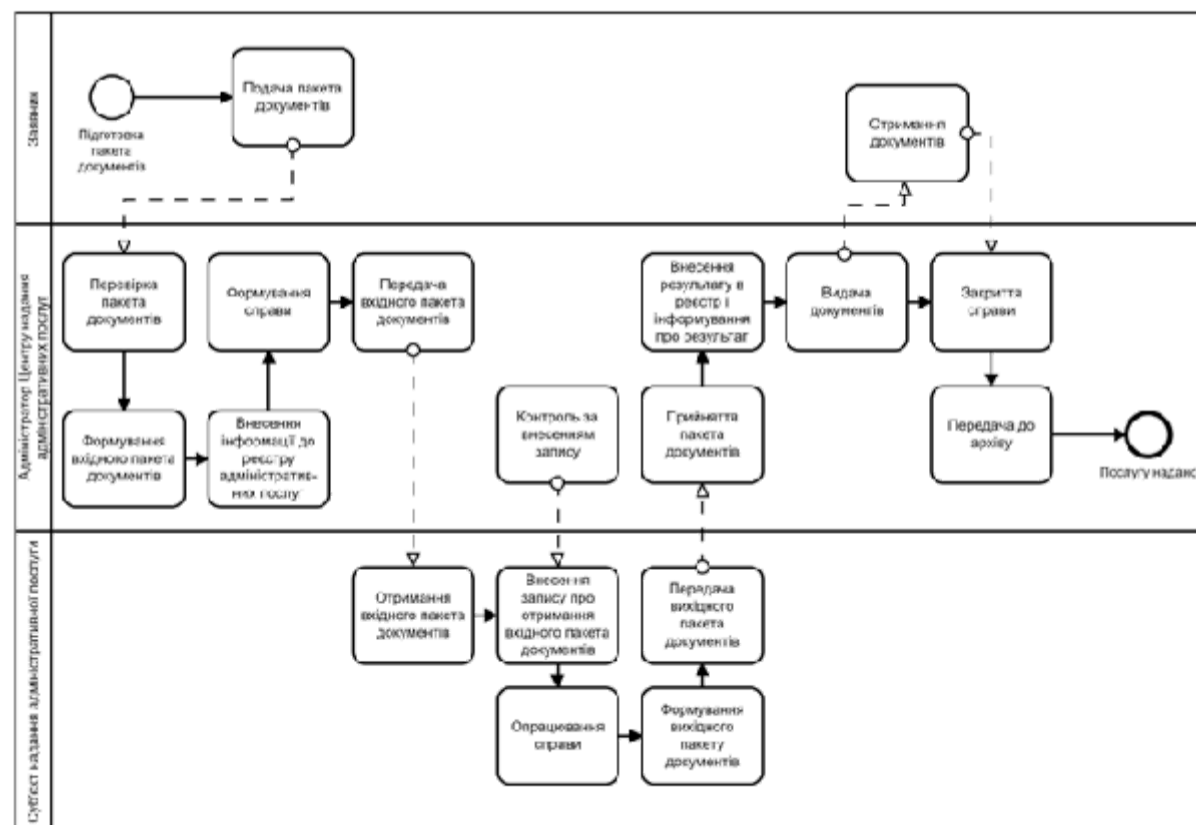 Заявник
Підготовка
пакета
документів
Подача пакета
документів
Отримання
документів
Адміністратор Центру надання
адміністративних послуг
Перевірка
пакета
документів
Формування
справи
Передача
вхідного пакета
документів
Внесення
результату в
реєстр і
інформування
про результат
Видача
документів
Закриття
справи
Формування
вхідного пакета
документів
Внесення
інформації до
реєстру
адміністратив-
них послуг
Контроль за
внесенням
запису
Прийняття
пакета
документів
Передача до
архіву
Послугу надано
Суб'єкт надання адміністративної послуги
Отримання
вхідного пакета
документів
Внесення
запису про
отримання
вхідного пакета
документів
Передача
вихідного
пакета
документів
Опрацювання
справи
Формування
вихідного
пакету
документів